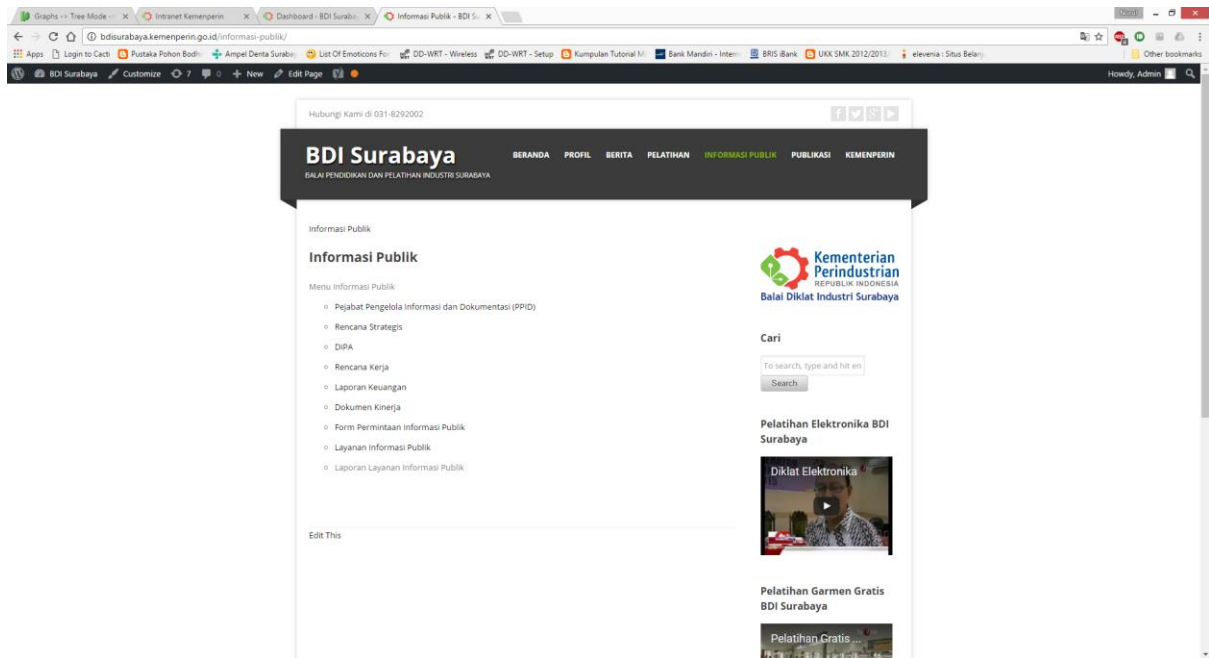 Graphs -> Tree Mode -
Intranet Kemenperin
Dashboard ‹ BDI Surabay
Informasi Publik – BDI Su
bdisurabaya.kemenperin.go.id/informasi-publik/
Apps Login to Cacti Pustaka Pohon Bodhi Ampel Denta Surabay List Of Emoticons For DD-WRT - Wireless DD-WRT - Setup Kumpulan Tutorial M Bank Mandiri - Intern BRIS iBank UKK SMK 2012/2013/ elevenia : Situs Belanj Other bookmarks
BDI Surabaya Customize 7 0 + New Edit Page Howdy, Admin
Hubungi Kami di 031-8292002
BDI Surabaya
BALAI PENDIDIKAN DAN PELATIHAN INDUSTRI SURABAYA
BERANDA PROFIL BERITA PELATIHAN INFORMASI PUBLIK PUBLIKASI KEMENPERIN
Informasi Publik
Informasi Publik
Menu Informasi Publik
Pejabat Pengelola Informasi dan Dokumentasi (PPID)
Rencana Strategis
DIPA
Rencana Kerja
Laporan Keuangan
Dokumen Kinerja
Form Permintaan Informasi Publik
Layanan Informasi Publik
Laporan Layanan Informasi Publik
Edit This
Kementerian
Perindustrian
REPUBLIK INDONESIA
Balai Diklat Industri Surabaya
Cari
To search, type and hit en
Search
Pelatihan Elektronika BDI
Surabaya
Diklat Elektronika
Pelatihan Garmen Gratis
BDI Surabaya
Pelatihan Gratis ...